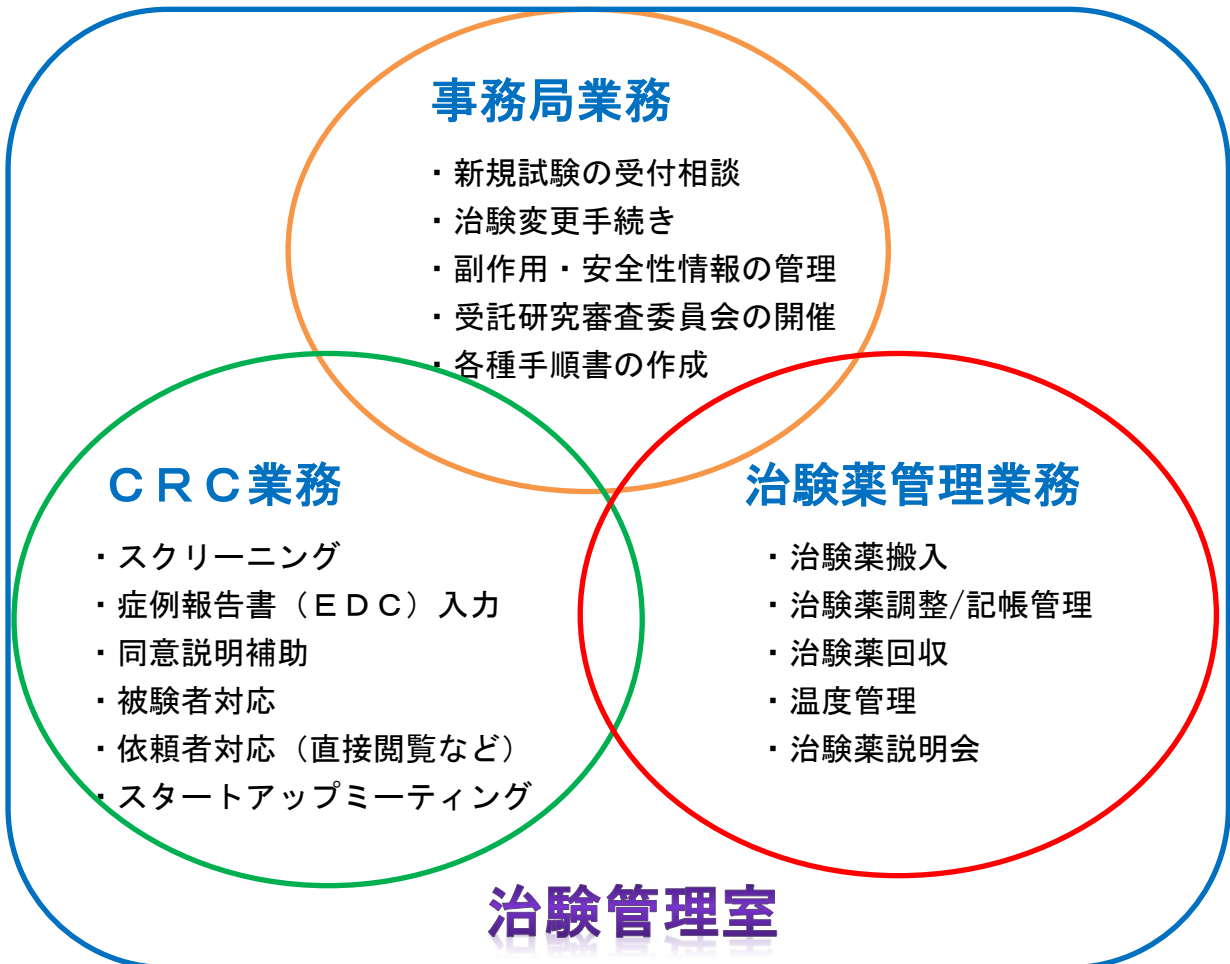 事務局業務
・新規試験の受付相談
・治験変更手続き
・副作用・安全性情報の管理
・受託研究審査委員会の開催
・各種手順書の作成
ＣＲＣ業務
・スクリーニング
・症例報告書（ＥＤＣ）入力
・同意説明補助
・被験者対応
・依頼者対応（直接閲覧など）
・スタートアップミーティング
治験薬管理業務
・治験薬搬入
・治験薬調整/記帳管理
・治験薬回収
・温度管理
・治験薬説明会
治験管理室